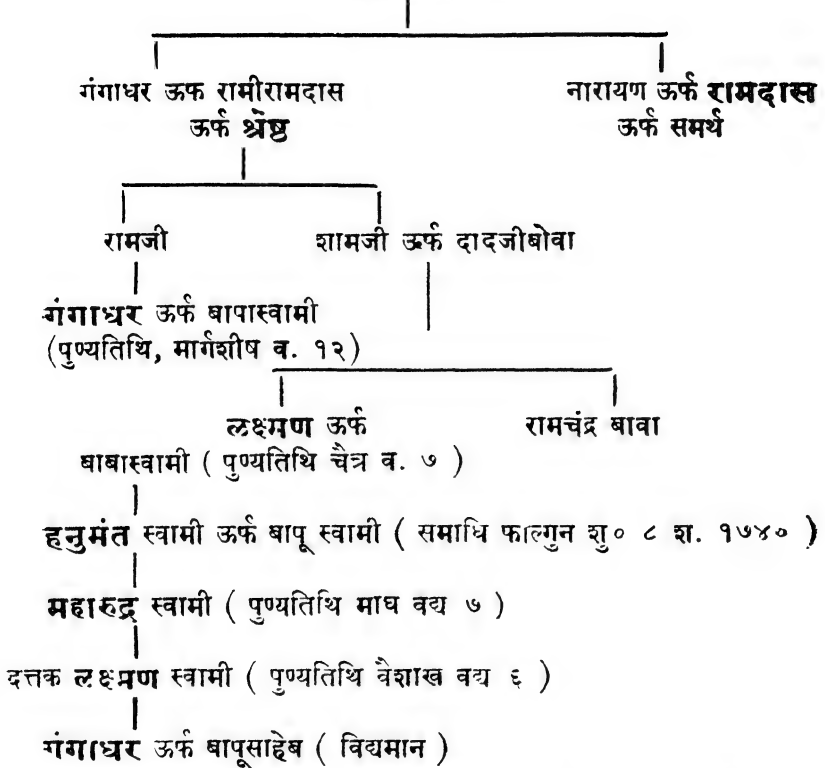 गंगाधर ऊफ रामीरामदास नारायण ऊर्फ रामदास
ऊर्फ श्रेष्ठ ऊर्फ समर्थ
रामजी शामजी ऊर्फ दादजीबोवा
गंगाधर ऊर्फ बापास्वामी
(पुण्यतिथि, मार्गशीष व. १२)
लक्ष्मण ऊर्फ रामचंद्र बावा
बाबास्वामी ( पुण्यतिथि चैत्र व. ७ )
हनुमंत स्वामी ऊर्फ बापू स्वामी ( समाधि फाल्गुन शु० ८ श. १७४० )
महारुद्र स्वामी ( पुण्यतिथि माघ वद्य ७ )
दत्तक लक्ष्मण स्वामी ( पुण्यतिथि वैशाख वद्य ६ )
गंगाधर ऊर्फ बापूसाहेब ( विद्यमान )